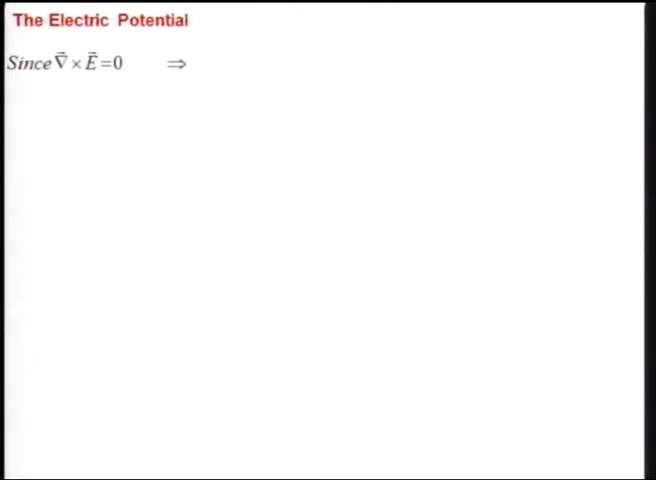 The Electric Potential
Since ∇⃗ × E⃗ =0 ⇒